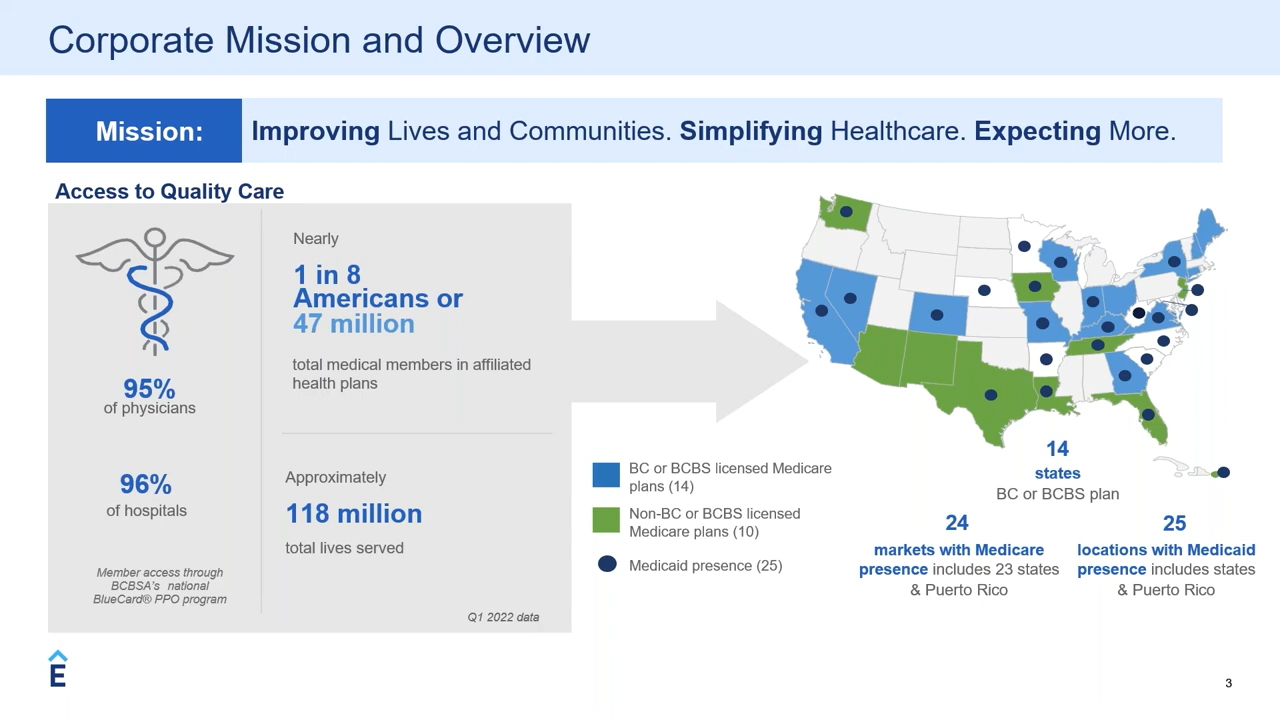 Corporate Mission and Overview
Mission:
Improving Lives and Communities. Simplifying Healthcare. Expecting More.
Access to Quality Care
95%
of physicians
96%
of hospitals
Member access through
BCBSA's national
BlueCard® PPO program
Nearly
1 in 8
Americans or
47 million
total medical members in affiliated
health plans
Approximately
118 million
total lives served
Q1 2022 data
BC or BCBS licensed Medicare
plans (14)
Non-BC or BCBS licensed
Medicare plans (10)
Medicaid presence (25)
14
states
BC or BCBS plan
24
markets with Medicare
presence includes 23 states
& Puerto Rico
25
locations with Medicaid
presence includes states
& Puerto Rico
E
3